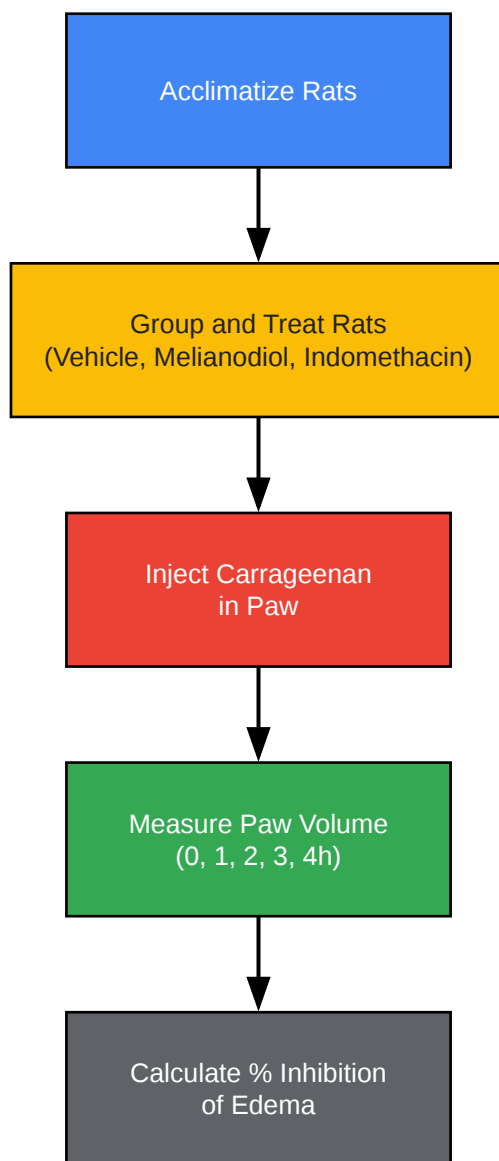 Acclimatize Rats
Group and Treat Rats
(Vehicle, Melianodiol, Indomethacin)
Inject Carrageenan
in Paw
Measure Paw Volume
(0, 1, 2, 3, 4h)
Calculate % Inhibition
of Edema